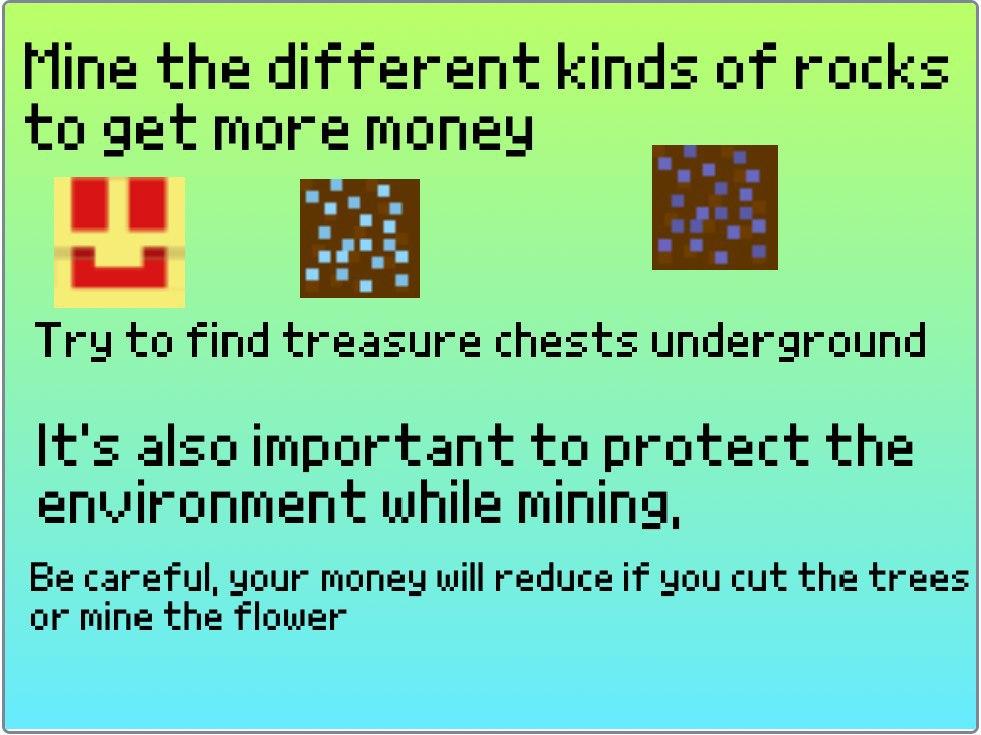 Mine the different kinds of rocks
to get more money
Try to find treasure chests underground
It's also important to protect the
environment while mining,
Be careful, your money will reduce if you cut the trees
or mine the flower